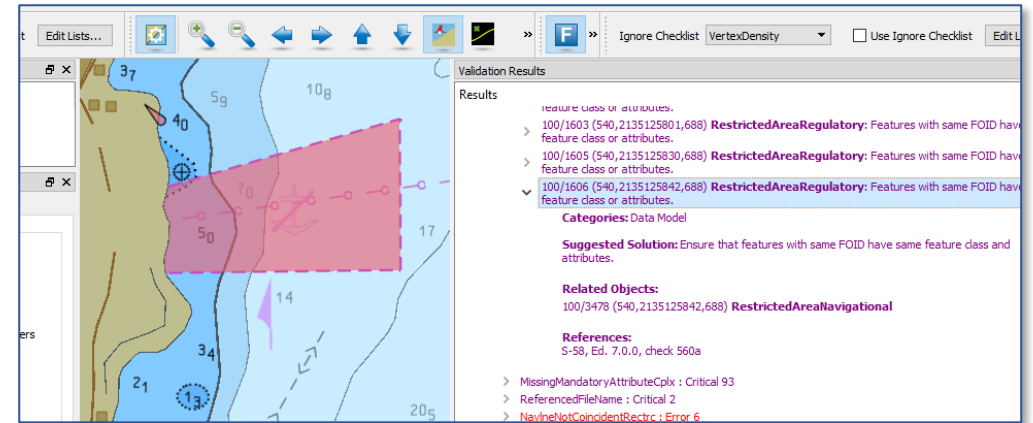 t Edit Lists... » F » Ignore Checklist VertexDensity Use Ignore Checklist Edit L
Validation Results
Results
feature class or attributes.
100/1603 (540,2135125801,688) RestrictedAreaRegulatory: Features with same FOID have
feature class or attributes.
100/1605 (540,2135125830,688) RestrictedAreaRegulatory: Features with same FOID have
feature class or attributes.
100/1606 (540,2135125842,688) RestrictedAreaRegulatory: Features with same FOID have
feature class or attributes.
Categories: Data Model
Suggested Solution: Ensure that features with same FOID have same feature class and
attributes.
Related Objects:
100/3478 (540,2135125842,688) RestrictedAreaNavigational
References:
S-58, Ed. 7.0.0, check 560a
MissingMandatoryAttributeCplx : Critical 93
ReferencedFileName : Critical 2
NavlneNotCoincidentRectrc : Error 6
ers
37
59
108
40
70
50
17
14
34
21
13
205